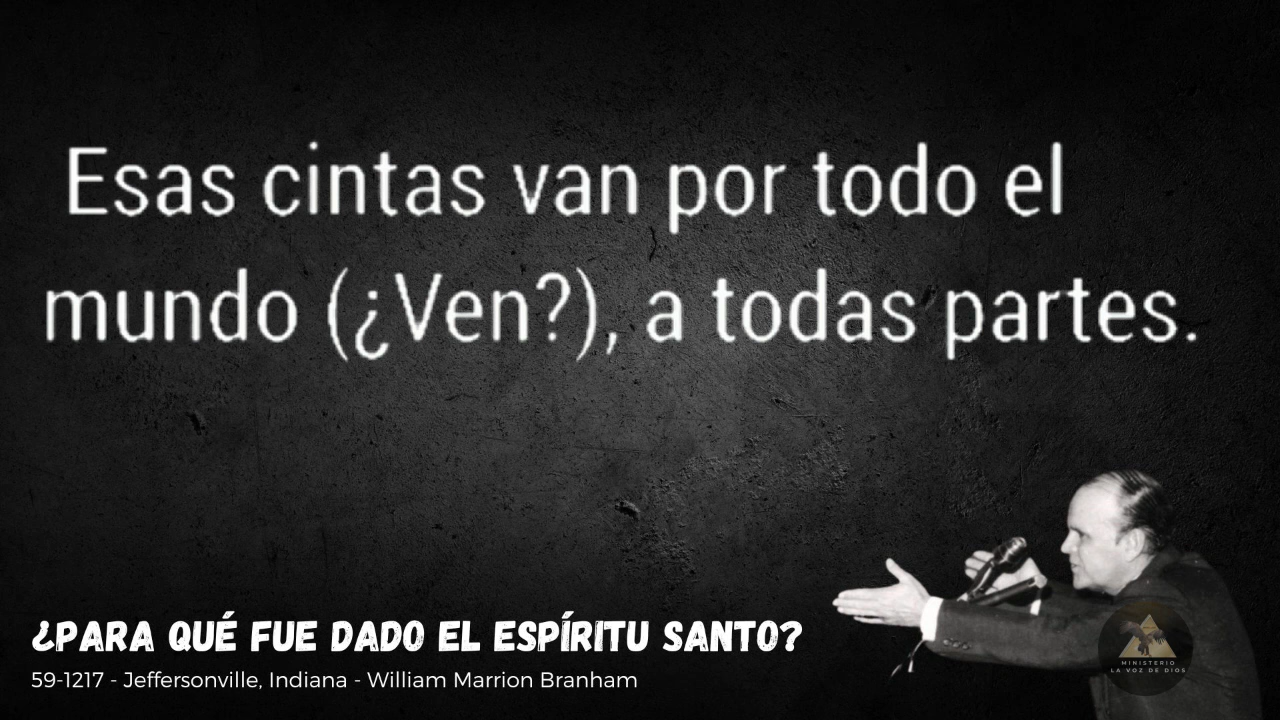 Esas cintas van por todo el
mundo (¿Ven?), a todas partes.
¿PARA QUÉ FUE DADO EL ESPÍRITU SANTO?
59-1217 - Jeffersonville, Indiana - William Marrion Branham
MINISTERIO
LA VOZ DE DIOS